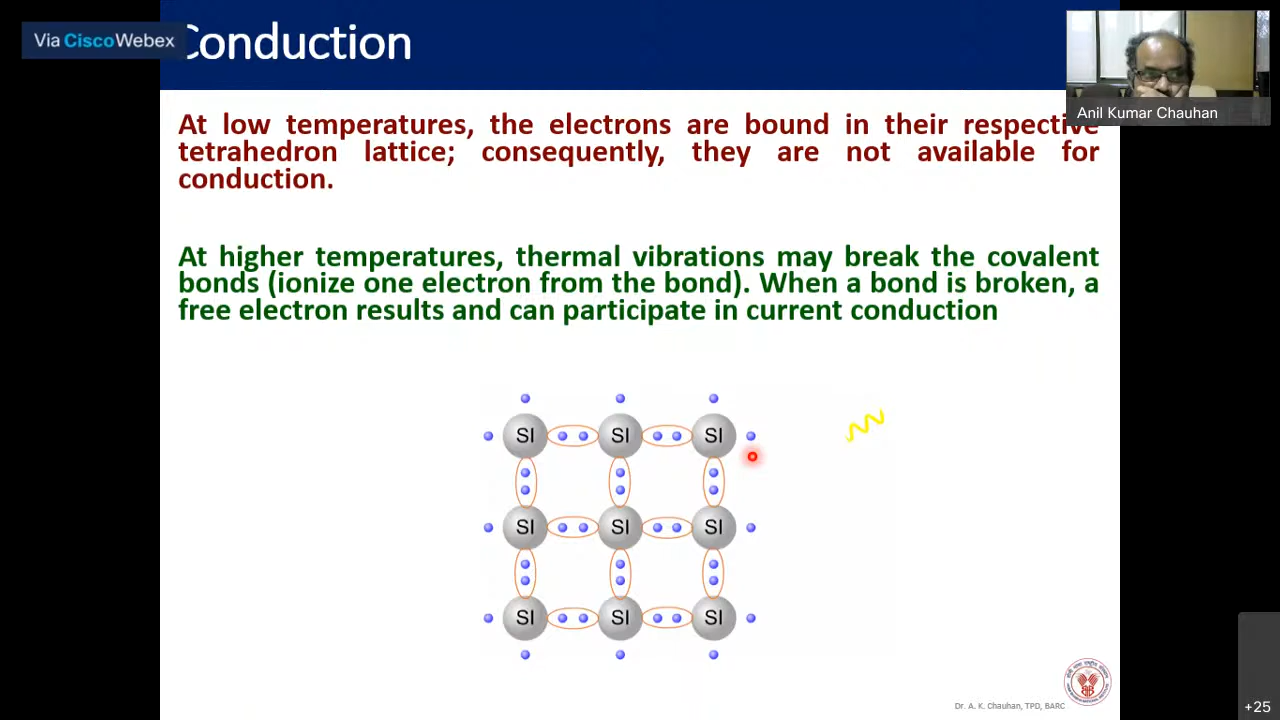 Via CiscoWebex
Conduction
Anil Kumar Chauhan
At low temperatures, the electrons are bound in their respective
tetrahedron lattice; consequently, they are not available for
conduction.
At higher temperatures, thermal vibrations may break the covalent
bonds (ionize one electron from the bond). When a bond is broken, a
free electron results and can participate in current conduction
SI SI SI
SI SI SI
SI SI SI
Dr. A. K. Chauhan, TPD, BARC
+25